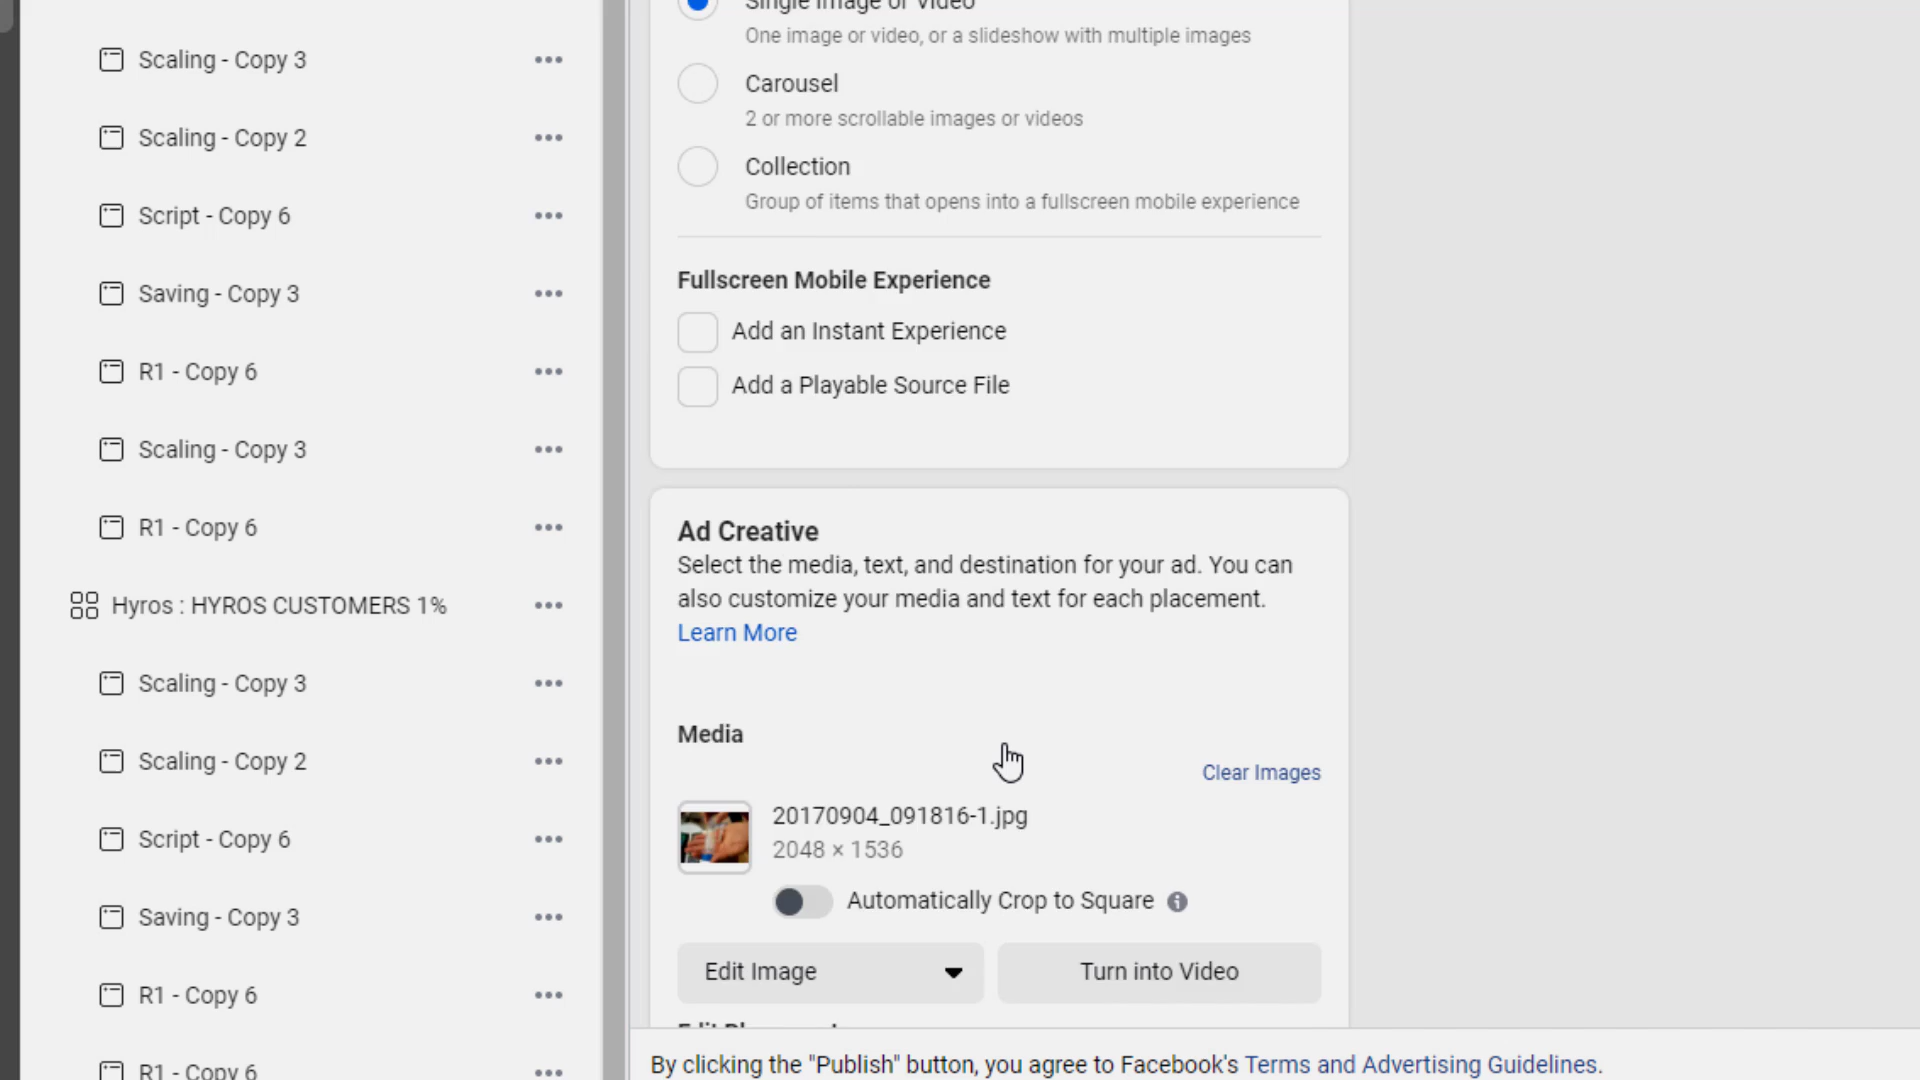 Scaling - Copy 3
Scaling - Copy 2
Script - Copy 6
Saving - Copy 3
R1 - Copy 6
Scaling - Copy 3
R1 - Copy 6
Hyros : HYROS CUSTOMERS 1%
Scaling - Copy 3
Scaling - Copy 2
Script - Copy 6
Saving - Copy 3
R1 - Copy 6
R1 - Copy 6
Single Image or Video
One image or video, or a slideshow with multiple images
Carousel
2 or more scrollable images or videos
Collection
Group of items that opens into a fullscreen mobile experience
Fullscreen Mobile Experience
Add an Instant Experience
Add a Playable Source File
Ad Creative
Select the media, text, and destination for your ad. You can
also customize your media and text for each placement.
Learn More
Media
Clear Images
20170904_091816-1.jpg
2048 × 1536
Automatically Crop to Square
Edit Image
Turn into Video
By clicking the "Publish" button, you agree to Facebook's Terms and Advertising Guidelines.